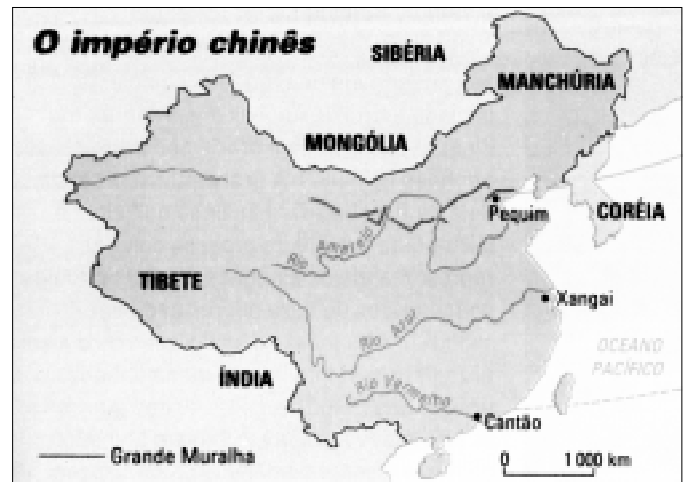 O império chinês
SIBÉRIA
MANCHÚRIA
MONGÓLIA
Pequim
CORÉIA
Rio Amarelo
TIBETE
Xangai
Rio Azul
OCEANO
PACÍFICO
ÍNDIA
Rio Vermelho
Cantão
Grande Muralha
0 1 000 km